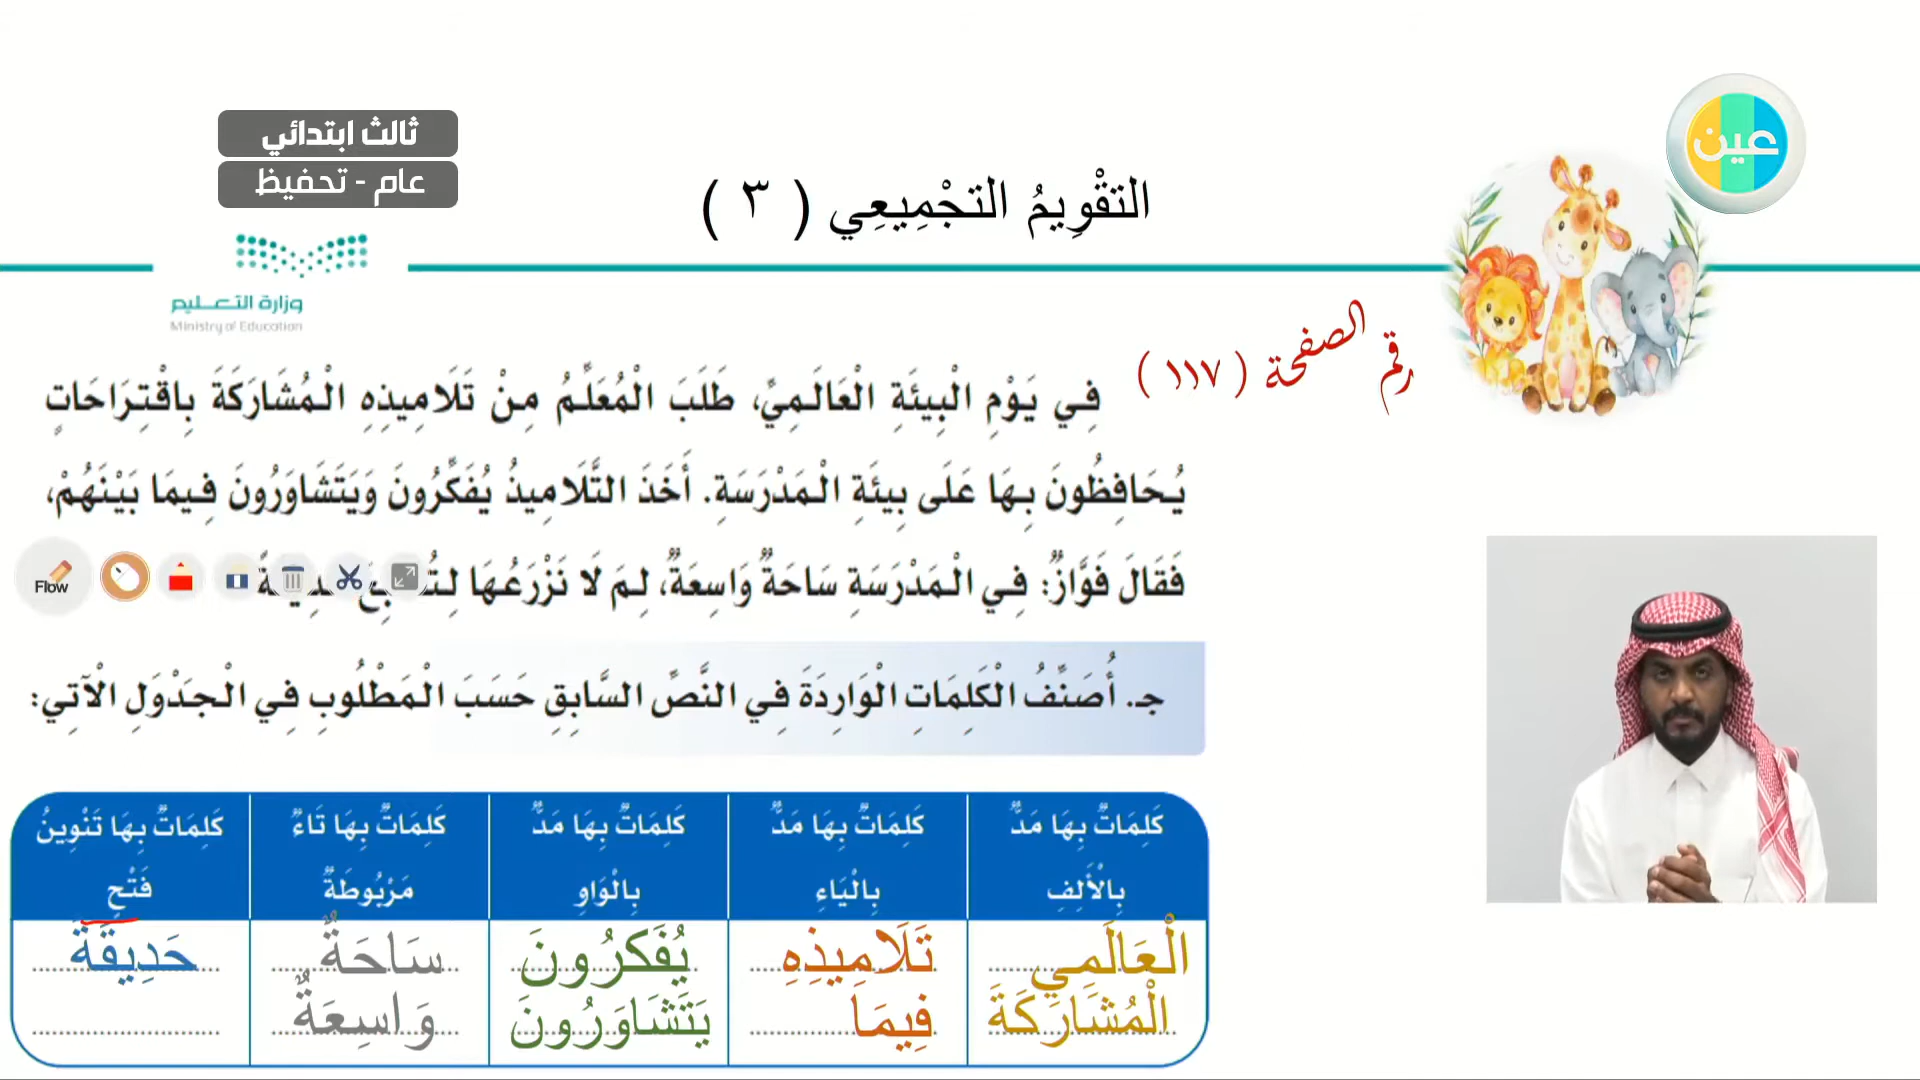 عين
ثالث ابتدائي
عام - تحفيظ
التقْوِيمُ التجْمِيعِي ( ٣ )
وزارة التعليم
Ministry of Education
رقم الصفحة ( ١١٧ )
فِي يَوْمِ الْبِيئَةِ الْعَالَمِيِّ، طَلَبَ الْمُعَلِّمُ مِنْ تَلَامِيذِهِ الْمُشَارَكَةَ بِاقْتِرَاحَاتٍ
يُحَافِظُونَ بِهَا عَلَى بِيئَةِ الْمَدْرَسَةِ. أَخَذَ التَّلَامِيذُ يُفَكِّرُونَ وَيَتَشَاوَرُونَ فِيمَا بَيْنَهُمْ،
فَقَالَ فَوَّازٌ: فِي الْمَدْرَسَةِ سَاحَةٌ وَاسِعَةٌ، لِمَ لَا نَزْرَعُهَا
Flow
جـ. أُصَنِّفُ الْكَلِمَاتِ الْوَارِدَةَ فِي النَّصِّ السَّابِقِ حَسَبَ الْمَطْلُوبِ فِي الْجَدْوَلِ الْآتِي:
كَلِمَاتٌ بِهَا مَدٌّ بِالْأَلِفِ
كَلِمَاتٌ بِهَا مَدٌّ بِالْيَاءِ
كَلِمَاتٌ بِهَا مَدٌّ بِالْوَاوِ
كَلِمَاتٌ بِهَا تَاءٌ مَرْبُوطَةٌ
كَلِمَاتٌ بِهَا تَنْوِينُ فَتْحٍ
الْعَالَمِي تَلَامِيذِهِ يُفَكرُونَ سَاحَةٌ حَدِيقَةً
الْمُشَارَكَةَ فِيمَا يَتَشَاوَرُونَ وَاسِعَةٌ